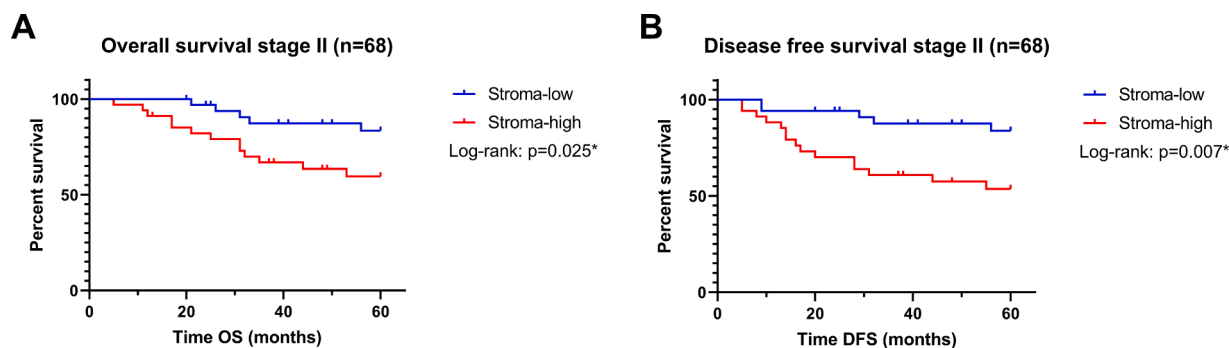 A
Overall survival stage II (n=68)
Percent survival
100
50
0
0 20 40 60
Time OS (months)
Stroma-low
Stroma-high
Log-rank: p=0.025*
B
Disease free survival stage II (n=68)
Percent survival
100
50
0
0 20 40 60
Time DFS (months)
Stroma-low
Stroma-high
Log-rank: p=0.007*